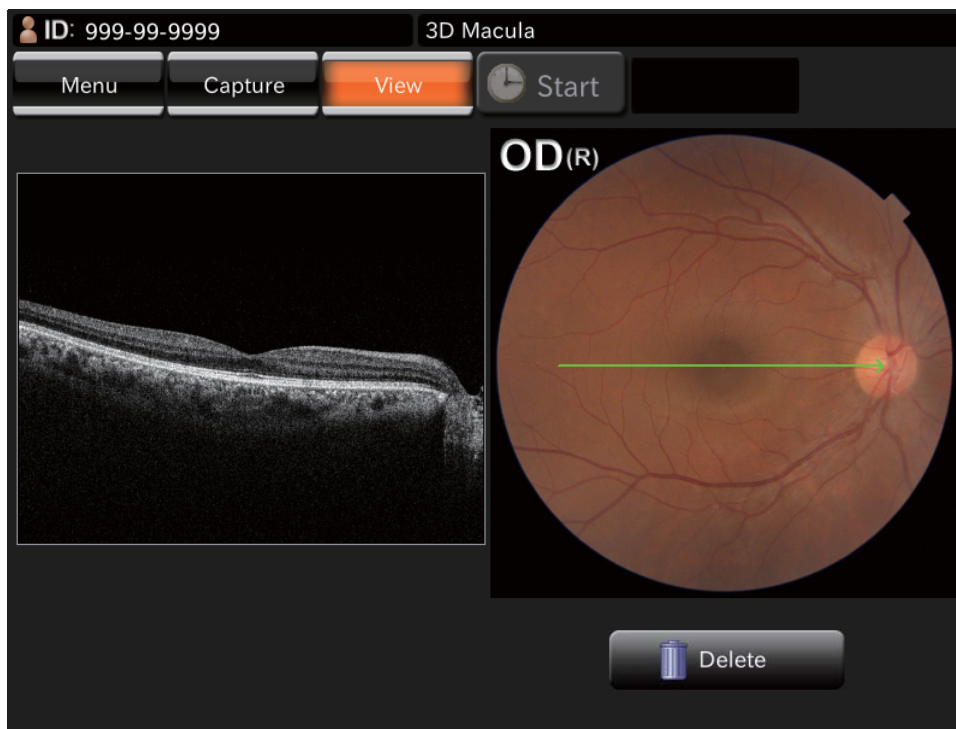 ID: 999-99-9999
3D Macula
Menu
Capture
View
Start
OD(R)
Delete